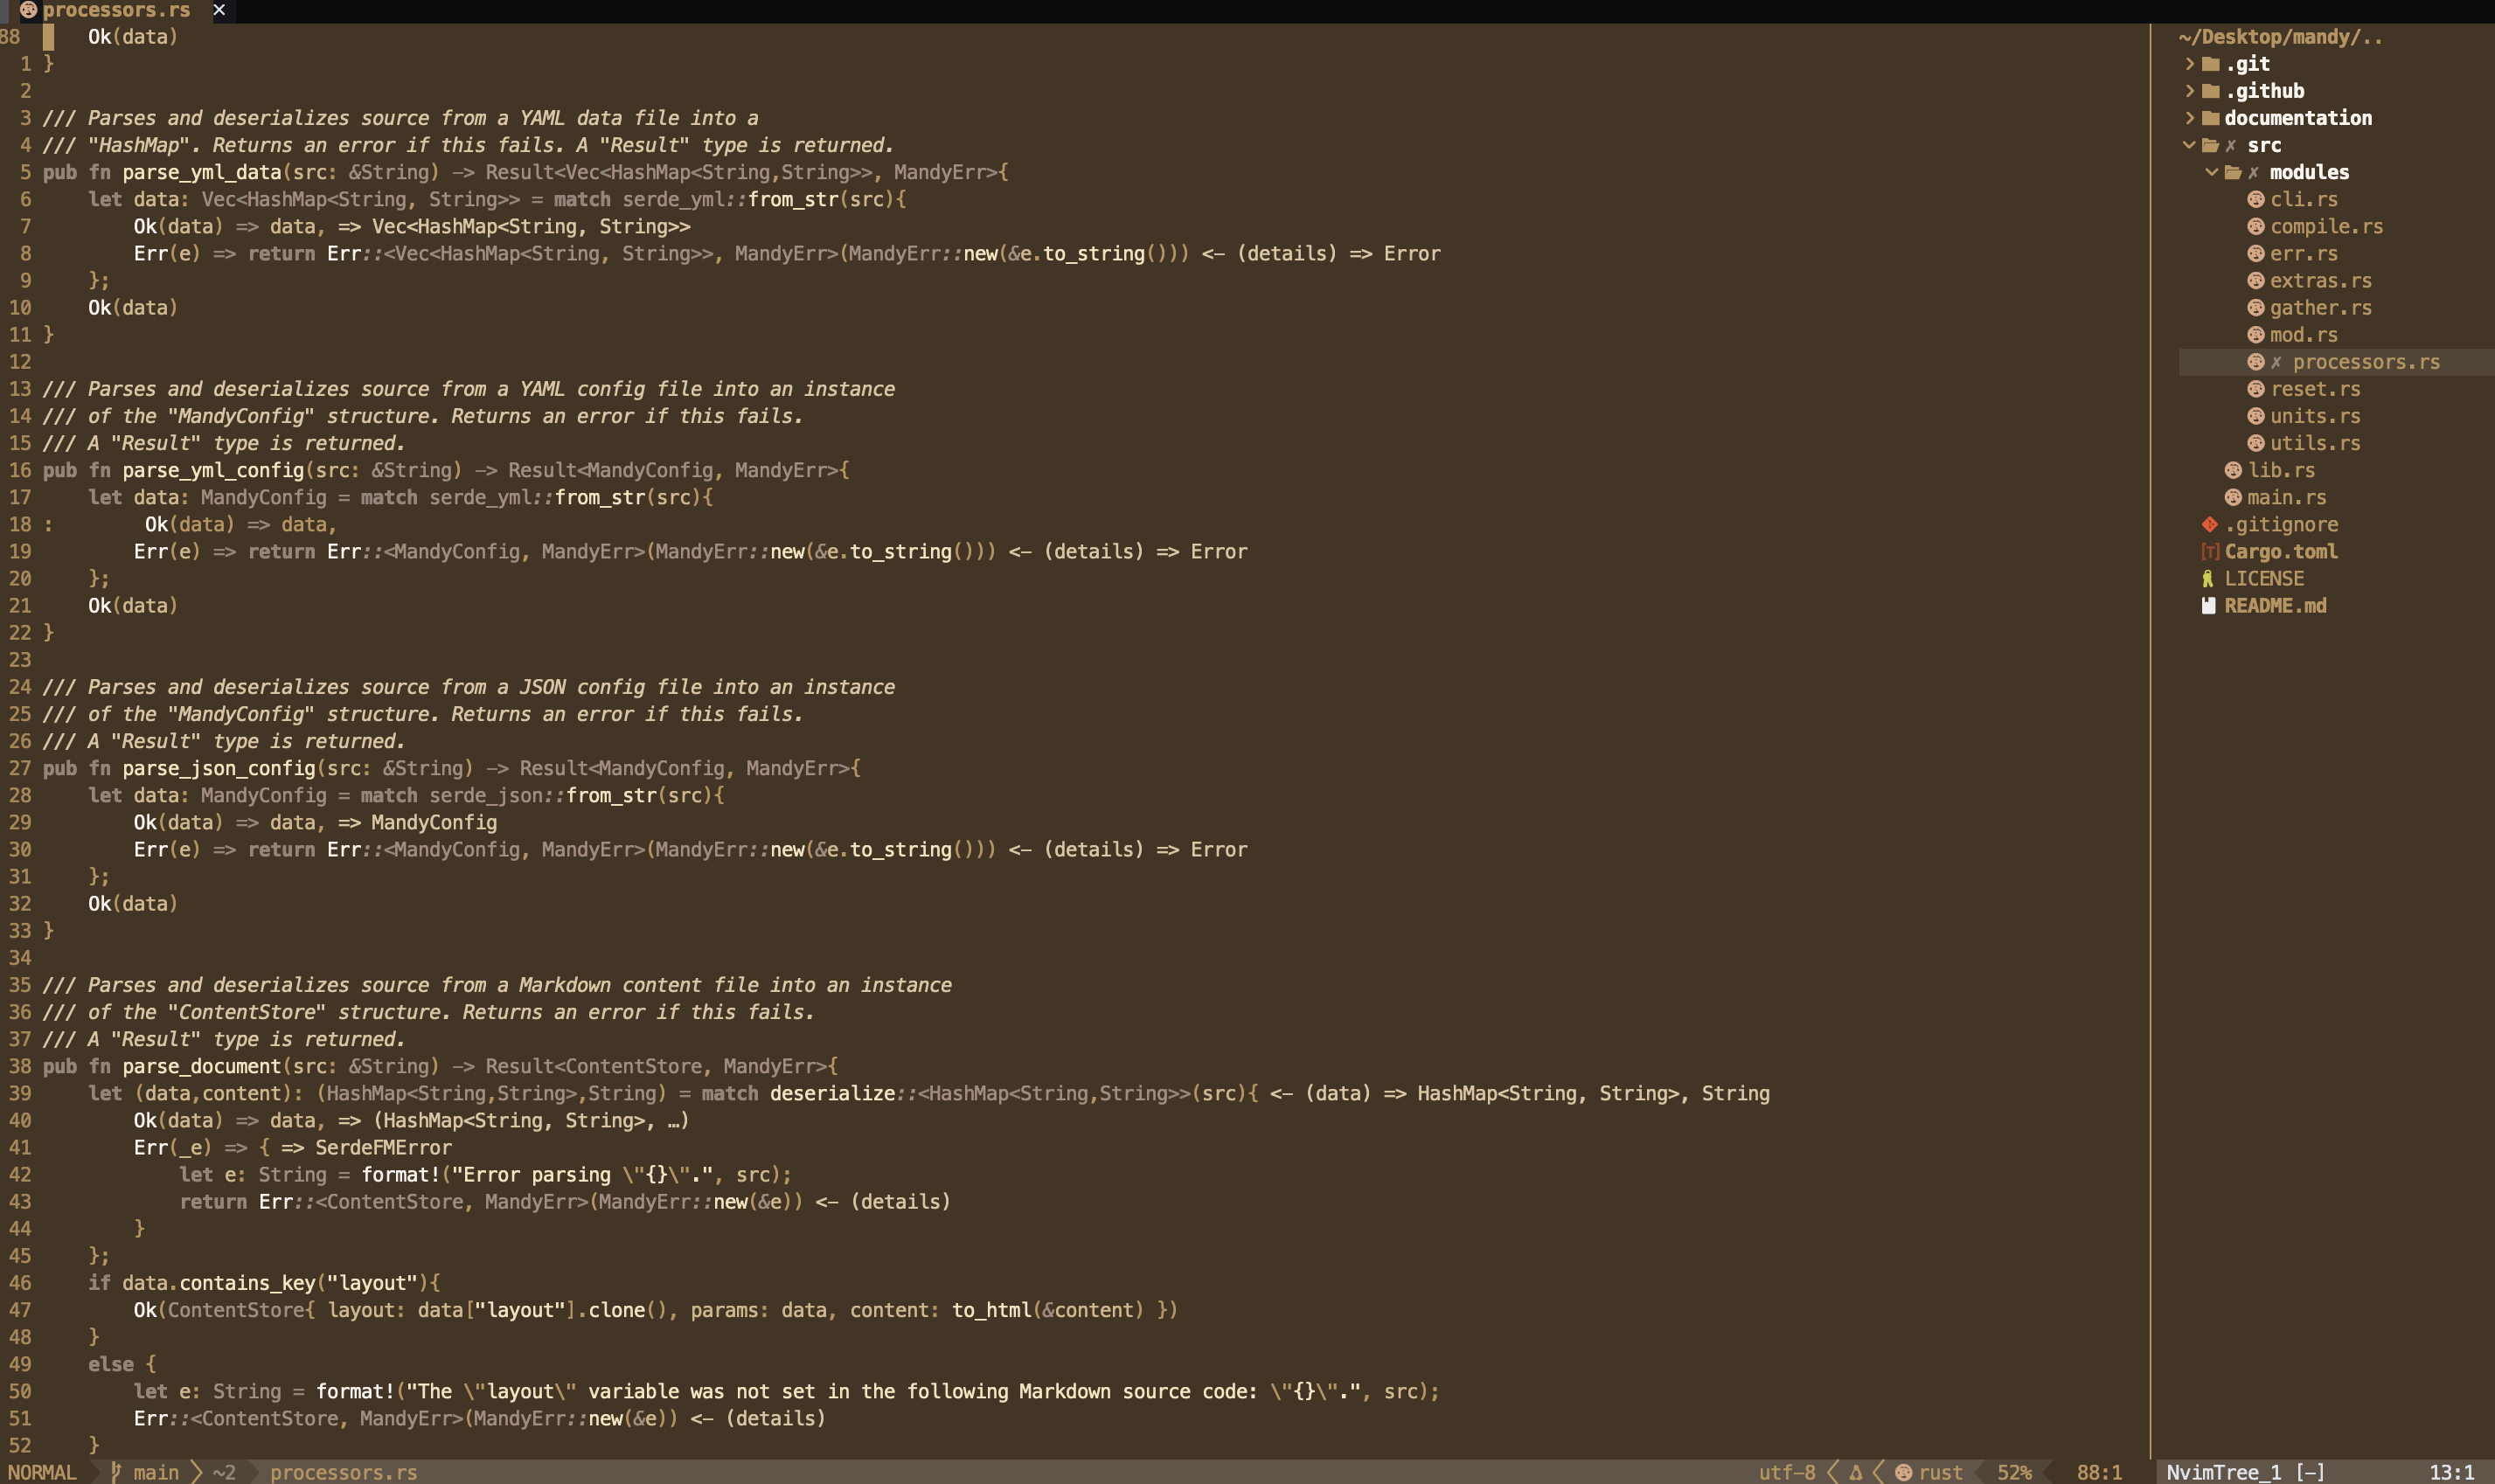 processors.rs ×
88 Ok(data)
1 }
2
3 /// Parses and deserializes source from a YAML data file into a
4 /// "HashMap". Returns an error if this fails. A "Result" type is returned.
5 pub fn parse_yml_data(src: &String) -> Result<Vec<HashMap<String,String>>, MandyErr>{
6     let data: Vec<HashMap<String, String>> = match serde_yml::from_str(src){
7         Ok(data) => data, => Vec<HashMap<String, String>>
8         Err(e) => return Err::<Vec<HashMap<String, String>>, MandyErr>(MandyErr::new(&e.to_string())) <- (details) => Error
9     };
10     Ok(data)
11 }
12
13 /// Parses and deserializes source from a YAML config file into an instance
14 /// of the "MandyConfig" structure. Returns an error if this fails.
15 /// A "Result" type is returned.
16 pub fn parse_yml_config(src: &String) -> Result<MandyConfig, MandyErr>{
17     let data: MandyConfig = match serde_yml::from_str(src){
18 :        Ok(data) => data,
19         Err(e) => return Err::<MandyConfig, MandyErr>(MandyErr::new(&e.to_string())) <- (details) => Error
20     };
21     Ok(data)
22 }
23
24 /// Parses and deserializes source from a JSON config file into an instance
25 /// of the "MandyConfig" structure. Returns an error if this fails.
26 /// A "Result" type is returned.
27 pub fn parse_json_config(src: &String) -> Result<MandyConfig, MandyErr>{
28     let data: MandyConfig = match serde_json::from_str(src){
29         Ok(data) => data, => MandyConfig
30         Err(e) => return Err::<MandyConfig, MandyErr>(MandyErr::new(&e.to_string())) <- (details) => Error
31     };
32     Ok(data)
33 }
34
35 /// Parses and deserializes source from a Markdown content file into an instance
36 /// of the "ContentStore" structure. Returns an error if this fails.
37 /// A "Result" type is returned.
38 pub fn parse_document(src: &String) -> Result<ContentStore, MandyErr>{
39     let (data,content): (HashMap<String,String>,String) = match deserialize::<HashMap<String,String>>(src){ <- (data) => HashMap<String, String>, String
40         Ok(data) => data, => (HashMap<String, String>, …)
41         Err(_e) => { => SerdeFMError
42             let e: String = format!("Error parsing \"{}\".", src);
43             return Err::<ContentStore, MandyErr>(MandyErr::new(&e)) <- (details)
44         }
45     };
46     if data.contains_key("layout"){
47         Ok(ContentStore{ layout: data["layout"].clone(), params: data, content: to_html(&content) })
48     }
49     else {
50         let e: String = format!("The \"layout\" variable was not set in the following Markdown source code: \"{}\".", src);
51         Err::<ContentStore, MandyErr>(MandyErr::new(&e)) <- (details)
52     }
NORMAL main ~2 processors.rs utf-8 rust 52% 88:1
~/Desktop/mandy/..
.git
.github
documentation
✗ src
✗ modules
cli.rs
compile.rs
err.rs
extras.rs
gather.rs
mod.rs
✗ processors.rs
reset.rs
units.rs
utils.rs
lib.rs
main.rs
.gitignore
[T] Cargo.toml
LICENSE
README.md
NvimTree_1 [-] 13:1